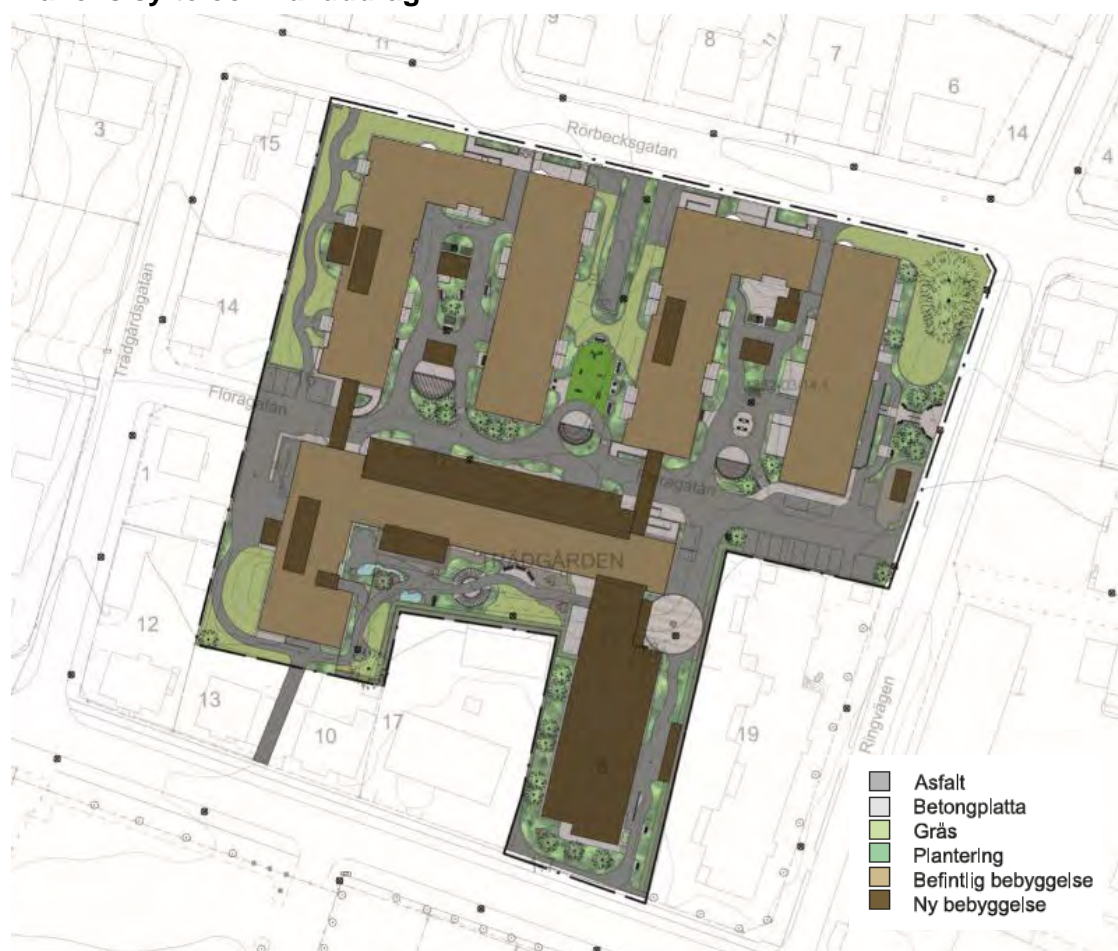 11
9
8
11
7
6
14
4
3
15
Rörbecksgatan
11
14
Trädgårdsgatan
Floragatan
1
TRÄDGÅRDEN
12
13
10
17
19
Ringvägen
Asfalt
Betongplatta
Gräs
Plantering
Befintlig bebyggelse
Ny bebyggelse